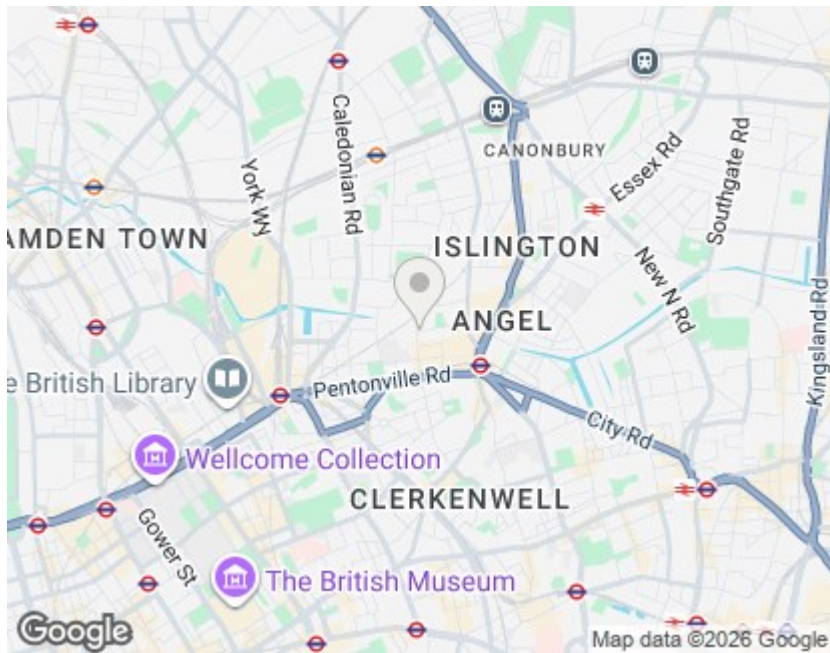 Caledonian Rd
York WY
CANONBURY
Essex Rd
Southgate Rd
AMDEN TOWN
ISLINGTON
New N Rd
ANGEL
Kingsland Rd
e British Library
Pentonville Rd
City Rd
Wellcome Collection
CLERKENWELL
Gower St
The British Museum
Google
Map data ©2026 Google